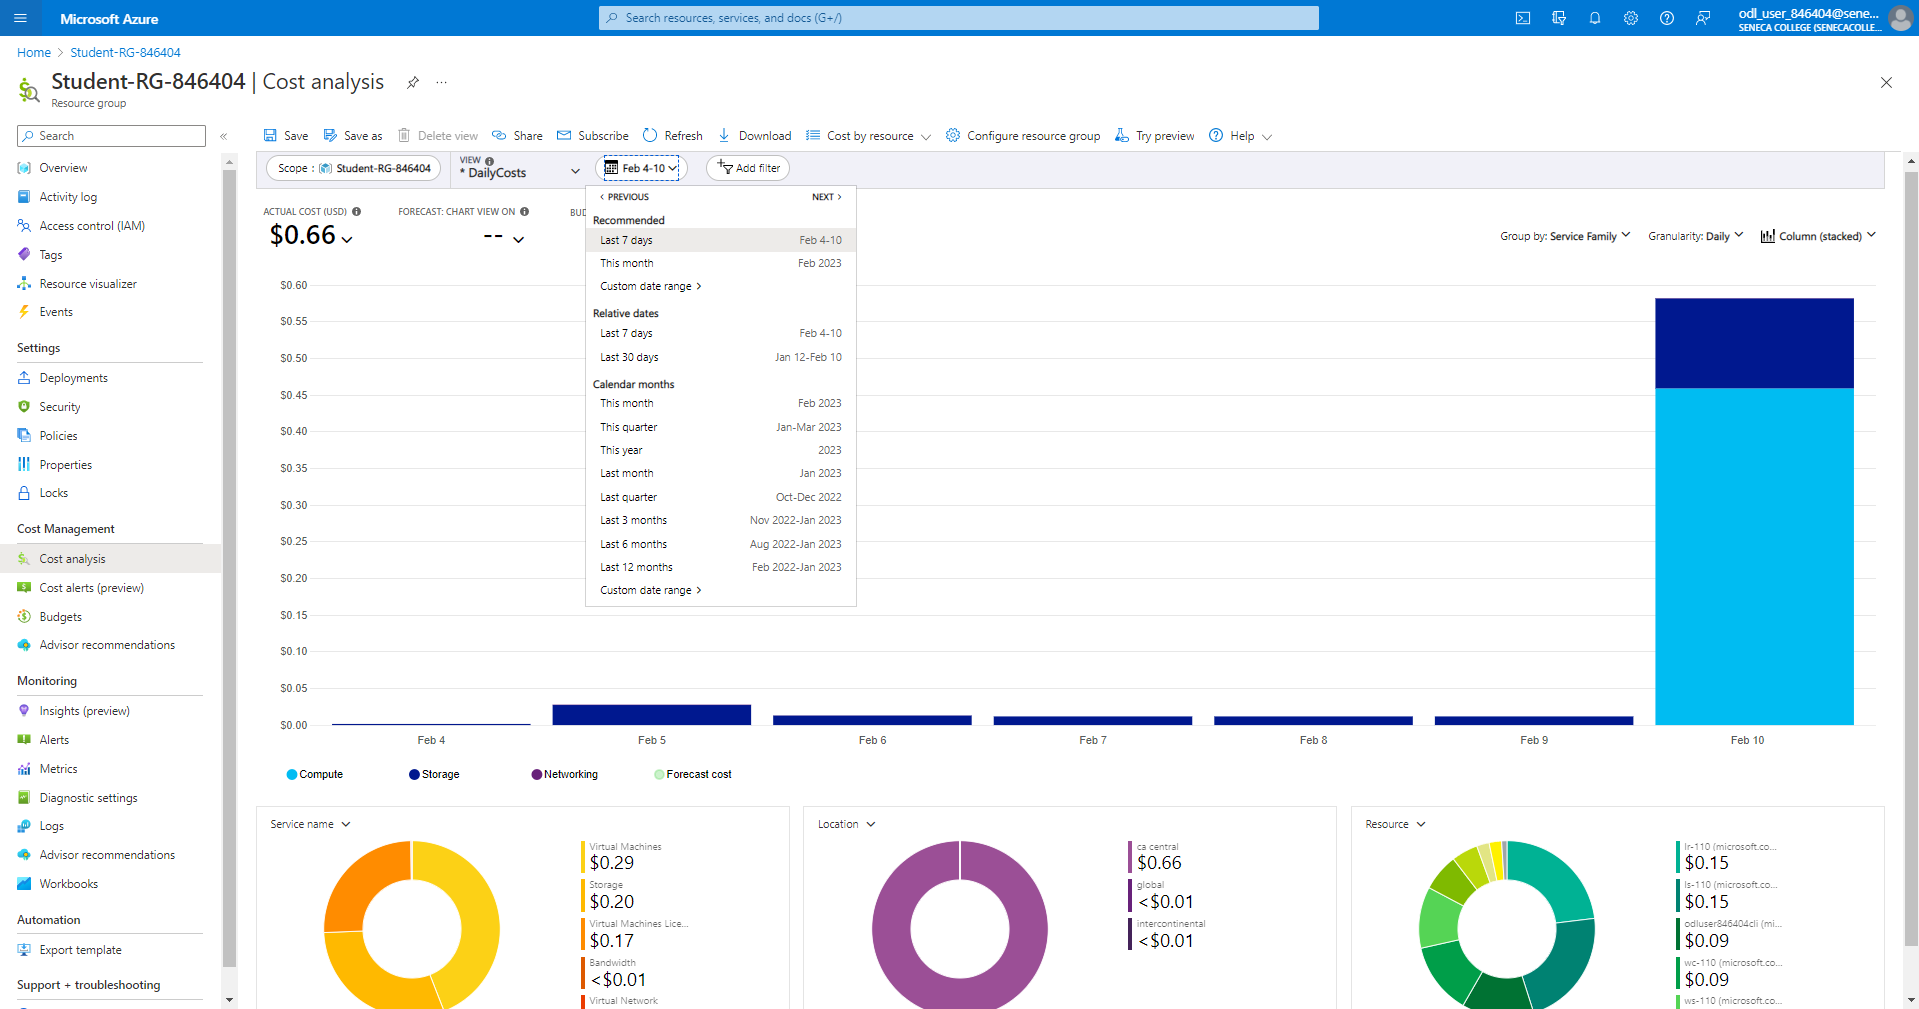 Microsoft Azure
Search resources, services, and docs (G+/)
odl_user_846404@sene...
SENECA COLLEGE (SENECACOLLE...
Home > Student-RG-846404
Student-RG-846404 | Cost analysis
...
Resource group
Search
«
Overview
Activity log
Access control (IAM)
Tags
Resource visualizer
Events
Settings
Deployments
Security
Policies
Properties
Locks
Cost Management
Cost analysis
Cost alerts (preview)
Budgets
Advisor recommendations
Monitoring
Insights (preview)
Alerts
Metrics
Diagnostic settings
Logs
Advisor recommendations
Workbooks
Automation
Export template
Support + troubleshooting
Save Save as Delete view Share Subscribe Refresh Download Cost by resource Configure resource group Try preview Help
Scope : Student-RG-846404
VIEW
* DailyCosts
Feb 4-10
Add filter
ACTUAL COST (USD)
$0.66
FORECAST: CHART VIEW ON
--
BUD
< PREVIOUS NEXT >
Recommended
Last 7 days Feb 4-10
This month Feb 2023
Custom date range >
Relative dates
Last 7 days Feb 4-10
Last 30 days Jan 12-Feb 10
Calendar months
This month Feb 2023
This quarter Jan-Mar 2023
This year 2023
Last month Jan 2023
Last quarter Oct-Dec 2022
Last 3 months Nov 2022-Jan 2023
Last 6 months Aug 2022-Jan 2023
Last 12 months Feb 2022-Jan 2023
Custom date range >
Group by: Service Family Granularity: Daily Column (stacked)
$0.60
$0.55
$0.50
$0.45
$0.40
$0.35
$0.30
$0.25
$0.20
$0.15
$0.10
$0.05
$0.00
Feb 4 Feb 5 Feb 6 Feb 7 Feb 8 Feb 9 Feb 10
Compute Storage Networking Forecast cost
Service name
Virtual Machines
$0.29
Storage
$0.20
Virtual Machines Lice...
$0.17
Bandwidth
<$0.01
Virtual Network
Location
ca central
$0.66
global
<$0.01
intercontinental
<$0.01
Resource
lr-110 (microsoft.co...
$0.15
ls-110 (microsoft.co...
$0.15
odluser846404cli (mi...
$0.09
wc-110 (microsoft.co...
$0.09
ws-110 (microsoft.co...